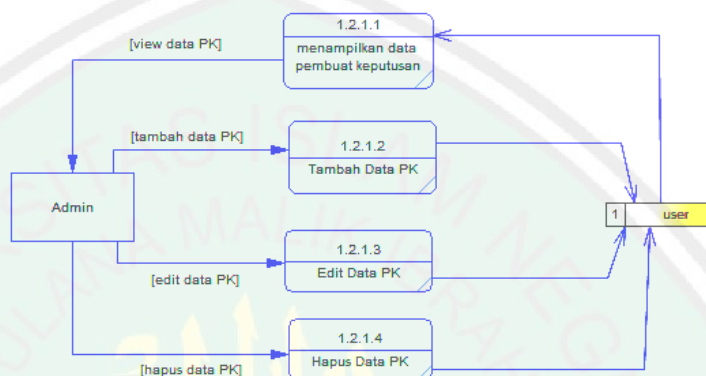 1.2.1.1
[view data PK]
menampilkan data
pembuat keputusan
[tambah data PK]
1.2.1.2
Tambah Data PK
Admin
1
user
1.2.1.3
Edit Data PK
[edit data PK]
1.2.1.4
Hapus Data PK
[hapus data PK]